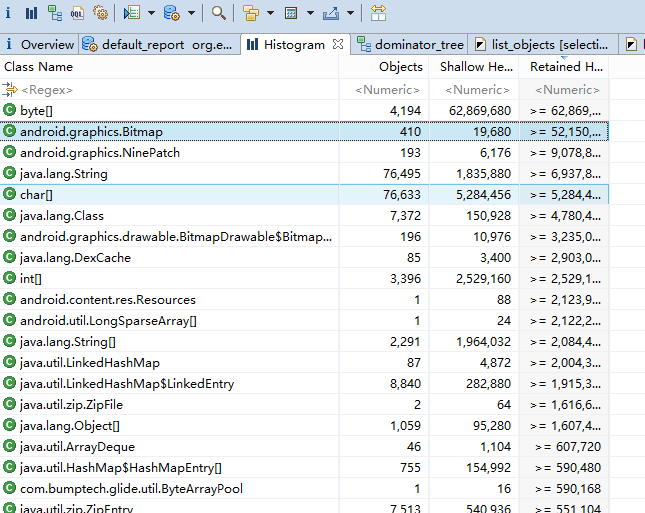 i Overview default_report org.e... Histogram dominator_tree list_objects [selecti...
Class Name Objects Shallow He... Retained H...
<Regex> <Numeric> <Numeric> <Numeric>
byte[] 4,194 62,869,680 >= 62,869,...
android.graphics.Bitmap 410 19,680 >= 52,150,...
android.graphics.NinePatch 193 6,176 >= 9,078,8...
java.lang.String 76,495 1,835,880 >= 6,937,8...
char[] 76,633 5,284,456 >= 5,284,4...
java.lang.Class 7,372 150,928 >= 4,780,4...
android.graphics.drawable.BitmapDrawable$Bitmap... 196 10,976 >= 3,235,0...
java.lang.DexCache 85 3,400 >= 2,903,0...
int[] 3,396 2,529,160 >= 2,529,1...
android.content.res.Resources 1 88 >= 2,123,9...
android.util.LongSparseArray[] 1 24 >= 2,122,2...
java.lang.String[] 2,291 1,964,032 >= 2,084,4...
java.util.LinkedHashMap 87 4,872 >= 2,004,3...
java.util.LinkedHashMap$LinkedEntry 8,840 282,880 >= 1,915,3...
java.util.zip.ZipFile 2 64 >= 1,616,6...
java.lang.Object[] 1,059 95,280 >= 1,607,4...
java.util.ArrayDeque 46 1,104 >= 607,720
java.util.HashMap$HashMapEntry[] 755 154,992 >= 590,480
com.bumptech.glide.util.ByteArrayPool 1 16 >= 590,168
java.util.zip.ZipEntry 7,513 540,936 >= 551,104